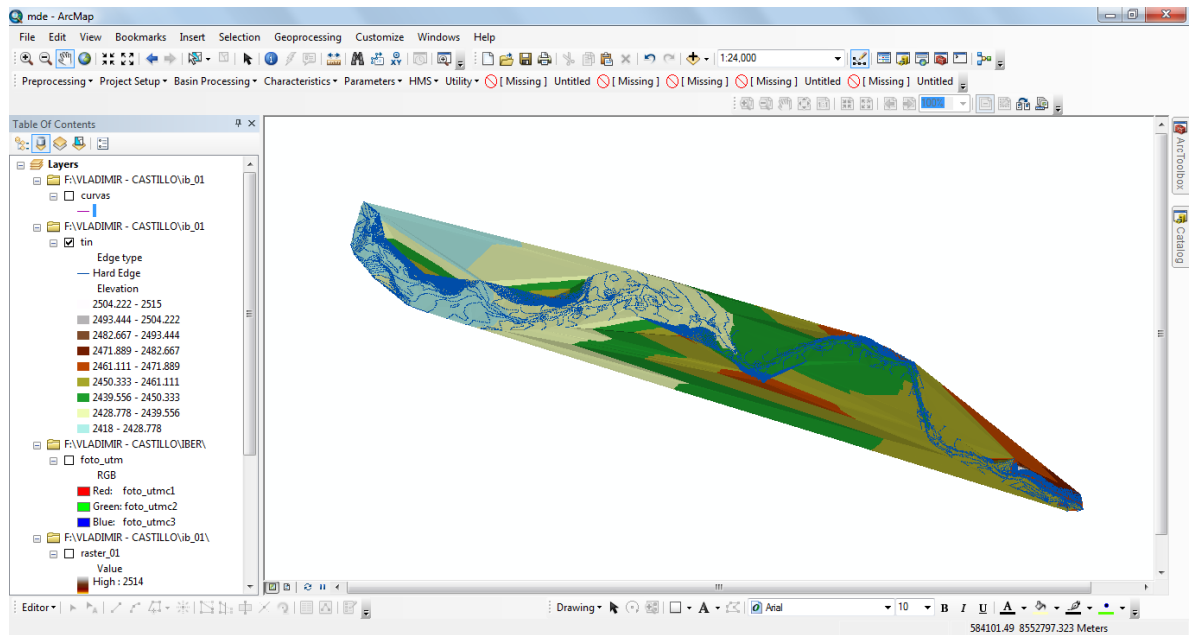 mde - ArcMap
File Edit View Bookmarks Insert Selection Geoprocessing Customize Windows Help
1:24,000
Preprocessing Project Setup Basin Processing Characteristics Parameters HMS Utility [ Missing ] Untitled [ Missing ] [ Missing ] [ Missing ] Untitled [ Missing ] Untitled
100%
Table Of Contents
Layers
F:\VLADIMIR - CASTILLO\ib_01
curvas
F:\VLADIMIR - CASTILLO\ib_01
tin
Edge type
Hard Edge
Elevation
2504.222 - 2515
2493.444 - 2504.222
2482.667 - 2493.444
2471.889 - 2482.667
2461.111 - 2471.889
2450.333 - 2461.111
2439.556 - 2450.333
2428.778 - 2439.556
2418 - 2428.778
F:\VLADIMIR - CASTILLO\IBER\
foto_utm
RGB
Red: foto_utmc1
Green: foto_utmc2
Blue: foto_utmc3
F:\VLADIMIR - CASTILLO\ib_01\
raster_01
Value
High : 2514
ArcToolbox
Catalog
Editor Drawing A Arial 10 B I U A
584101.49 8552797.323 Meters